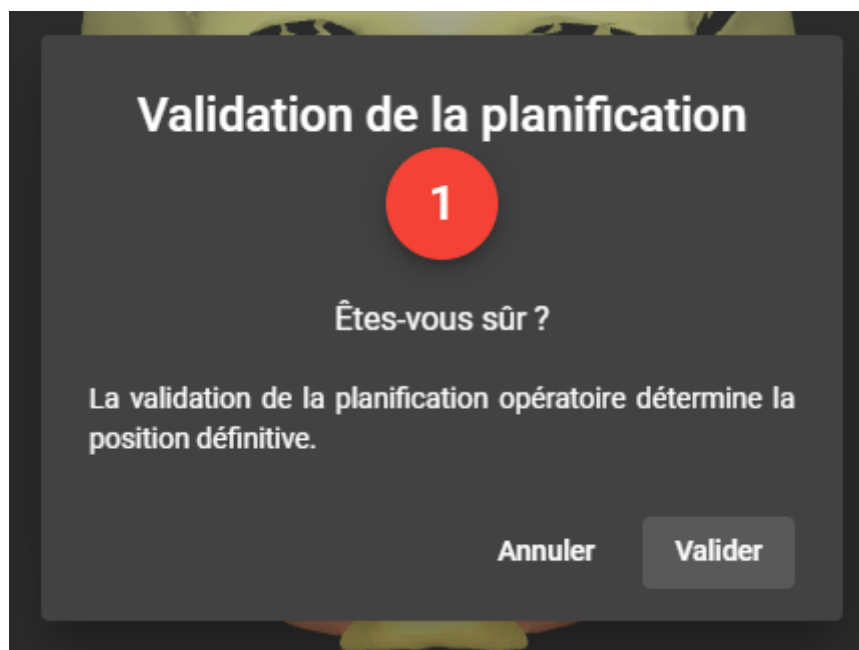 Validation de la planification
1
Êtes-vous sûr ?
La validation de la planification opératoire détermine la
position définitive.
Annuler
Valider